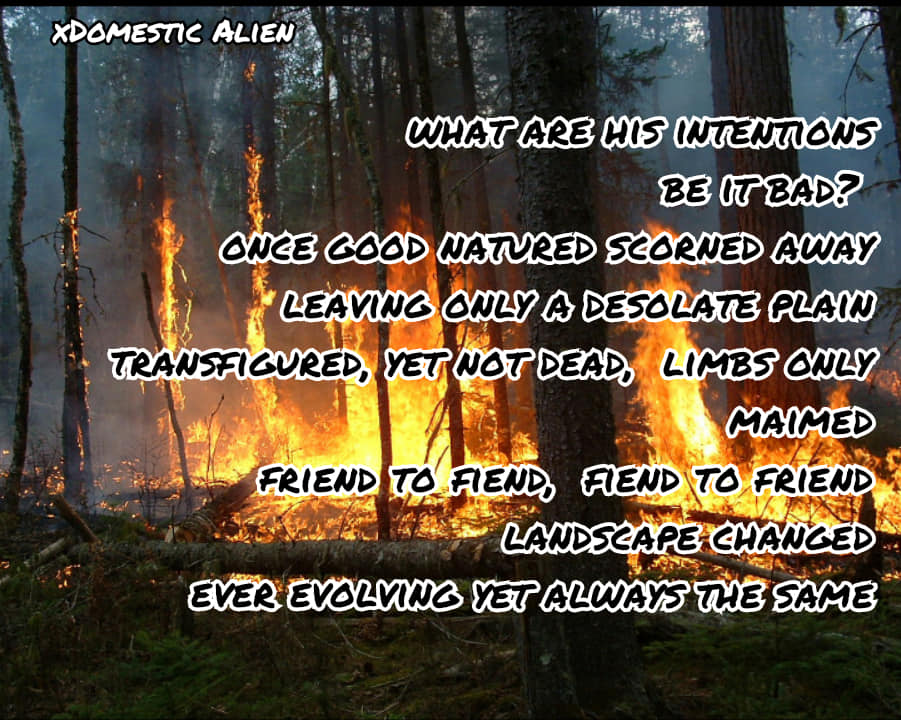 xDomestic Alien
what are his intentions
be it bad?
once good natured scorned away
leaving only a desolate plain
transfigured, yet not dead, limbs only
maimed
friend to fiend, fiend to friend
landscape changed
ever evolving yet always the same